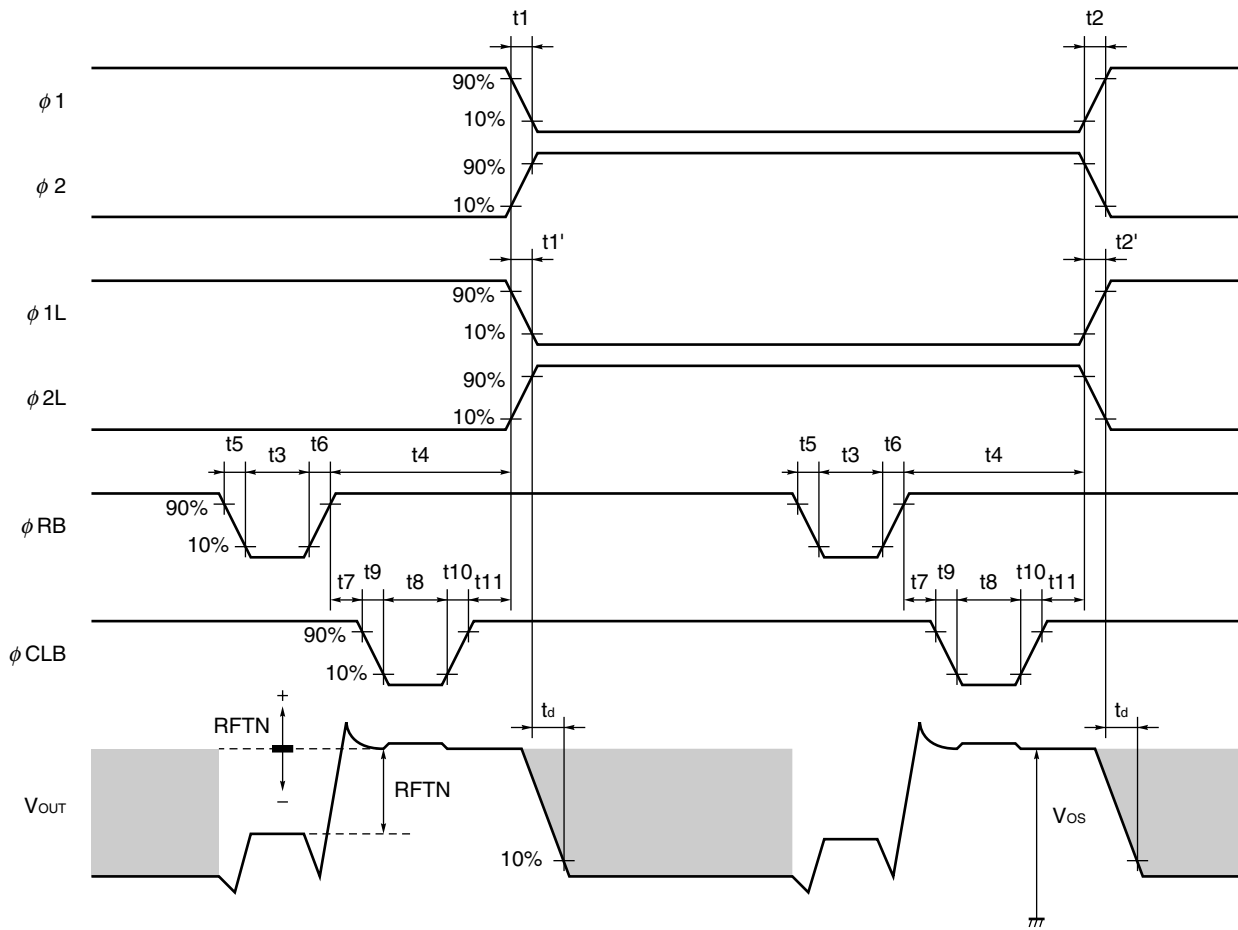 t1 t2
φ1 90% 10%
φ2 90% 10%
t1' t2'
φ1L 90% 10%
φ2L 90% 10%
t5 t3 t6 t4 t5 t3 t6 t4
φRB 90% 10%
t7 t9 t8 t10 t11 t7 t9 t8 t10 t11
φCLB 90% 10%
+
RFTN td td
−
RFTN
VOUT VOS
10%